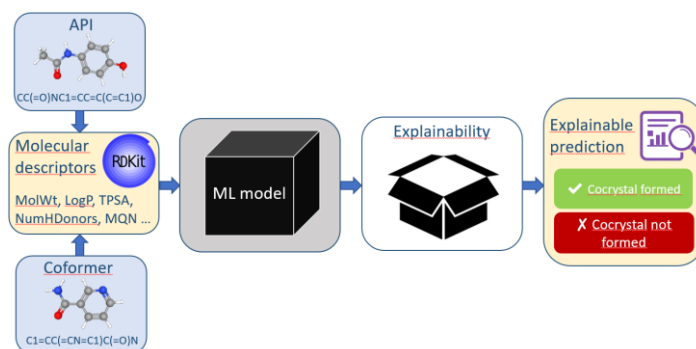 API
CC(=O)NC1=CC=C(C=C1)O
Molecular
descriptors
RDKit
MolWt, LogP, TPSA,
NumHDonors, MQN ...
Coformer
C1=CC(=CN=C1)C(=O)N
ML model
Explainability
Explainable
prediction
✓ Cocrystal formed
✗ Cocrystal not
formed